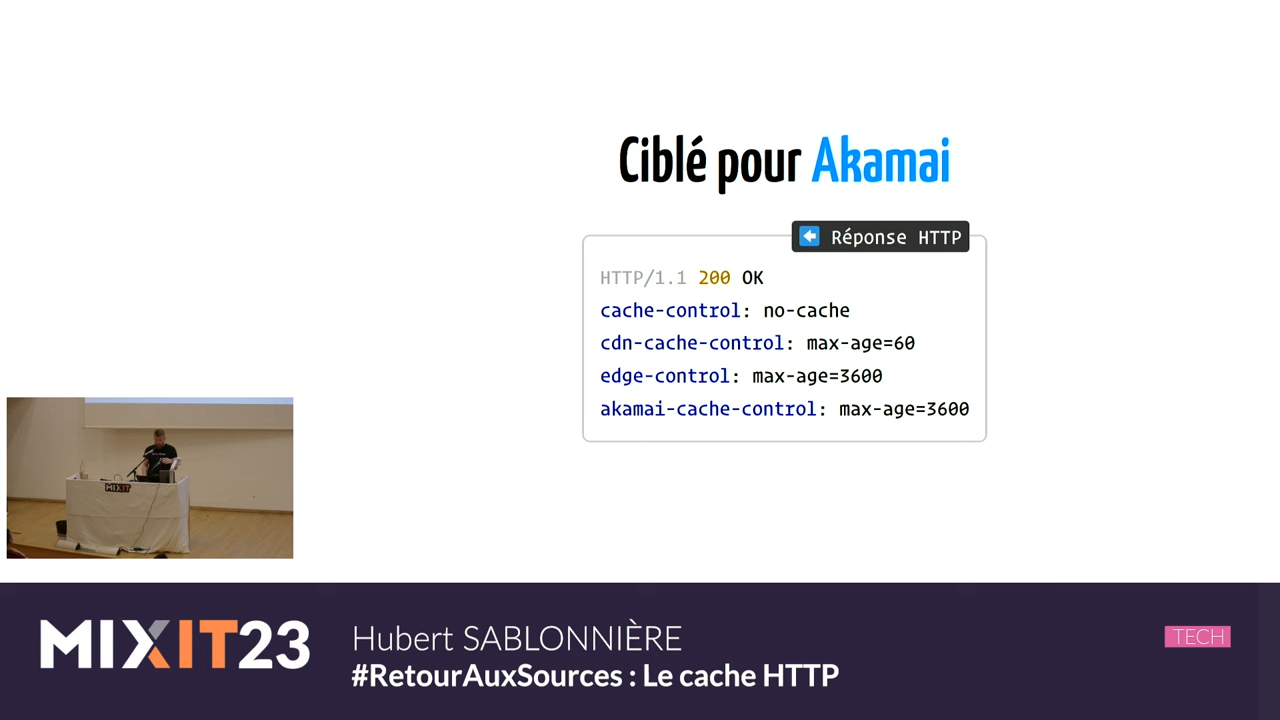 Ciblé pour Akamai
Réponse HTTP
HTTP/1.1 200 OK
cache-control: no-cache
cdn-cache-control: max-age=60
edge-control: max-age=3600
akamai-cache-control: max-age=3600
MIXIT
MIXIT23
Hubert SABLONNIÈRE
#RetourAuxSources : Le cache HTTP
TECH